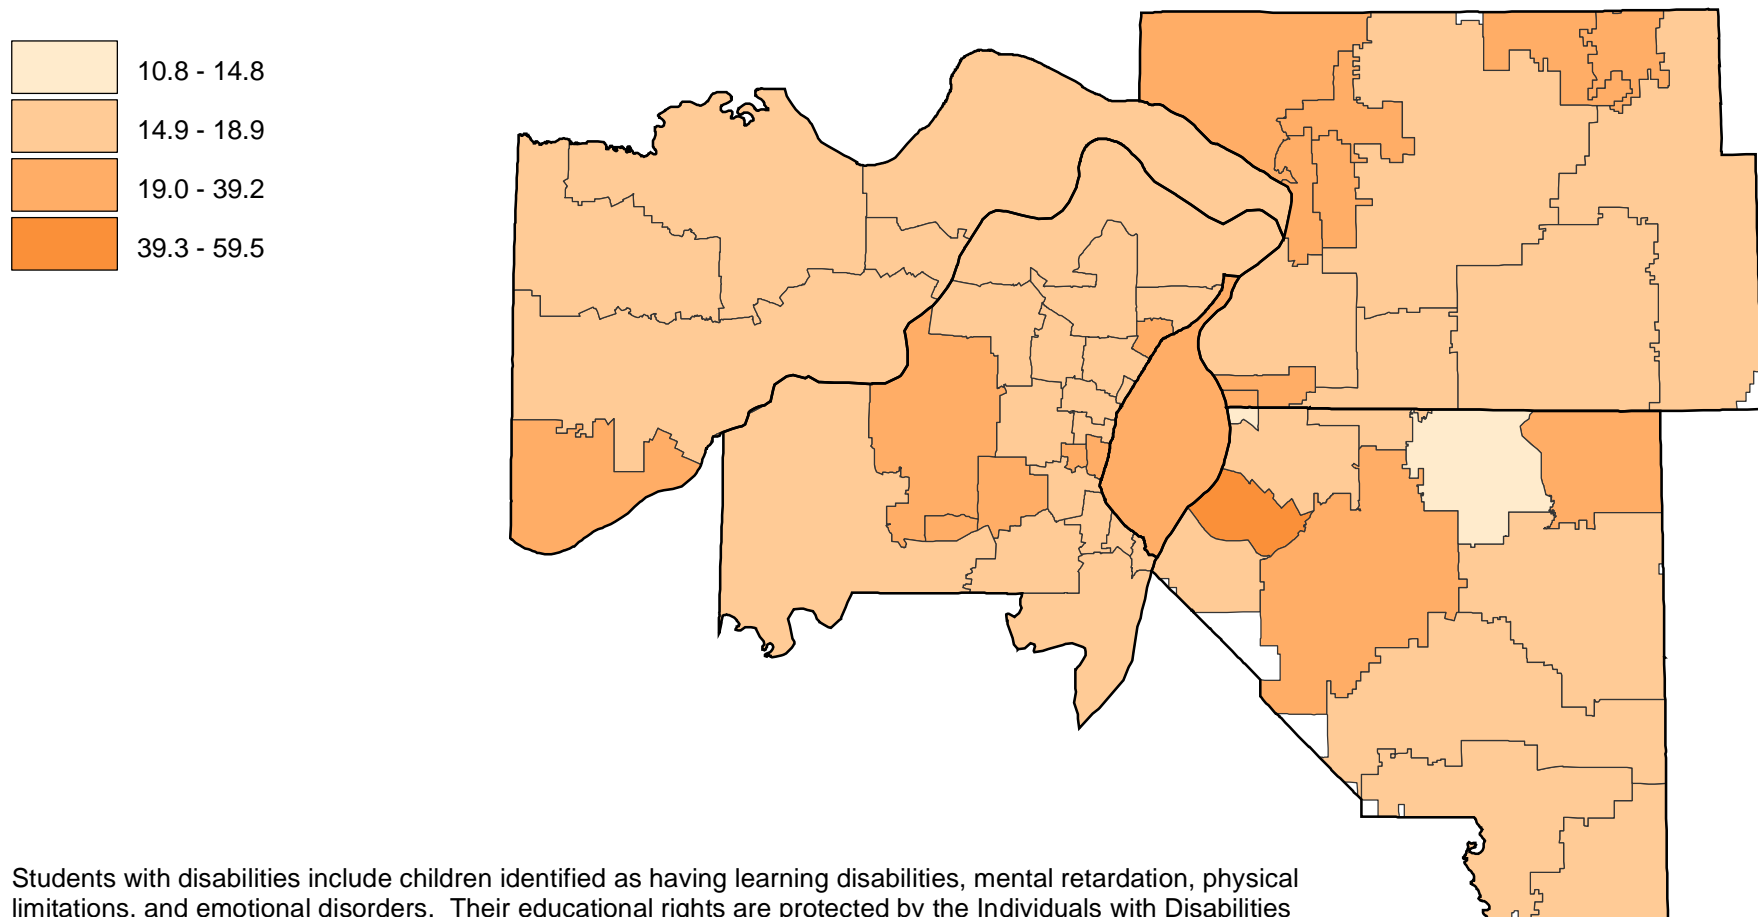 10.8 - 14.8
14.9 - 18.9
19.0 - 39.2
39.3 - 59.5
Students with disabilities include children identified as having learning disabilities, mental retardation, physical
limitations, and emotional disorders.  Their educational rights are protected by the Individuals with Disabilities